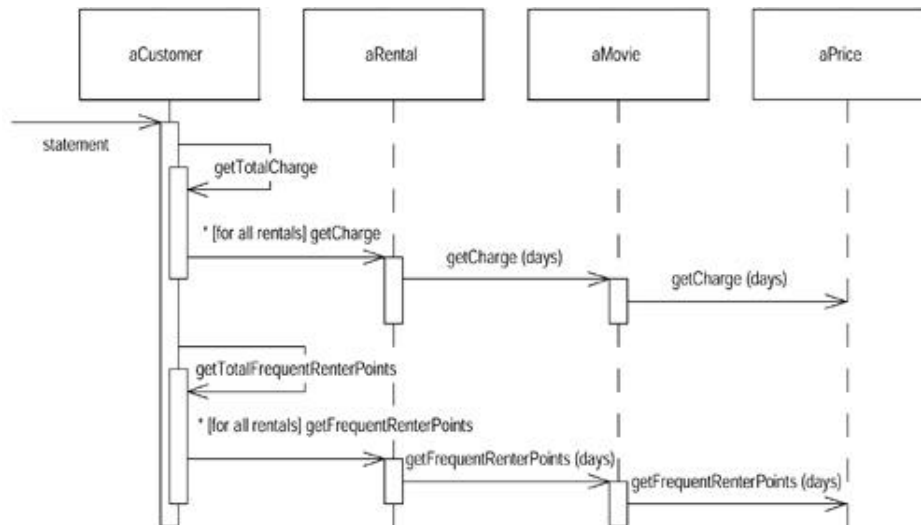 aCustomer
aRental
aMovie
aPrice
statement
getTotalCharge
* [for all rentals] getCharge
getCharge (days)
getCharge (days)
getTotalFrequentRenterPoints
* [for all rentals] getFrequentRenterPoints
getFrequentRenterPoints (days)
getFrequentRenterPoints (days)